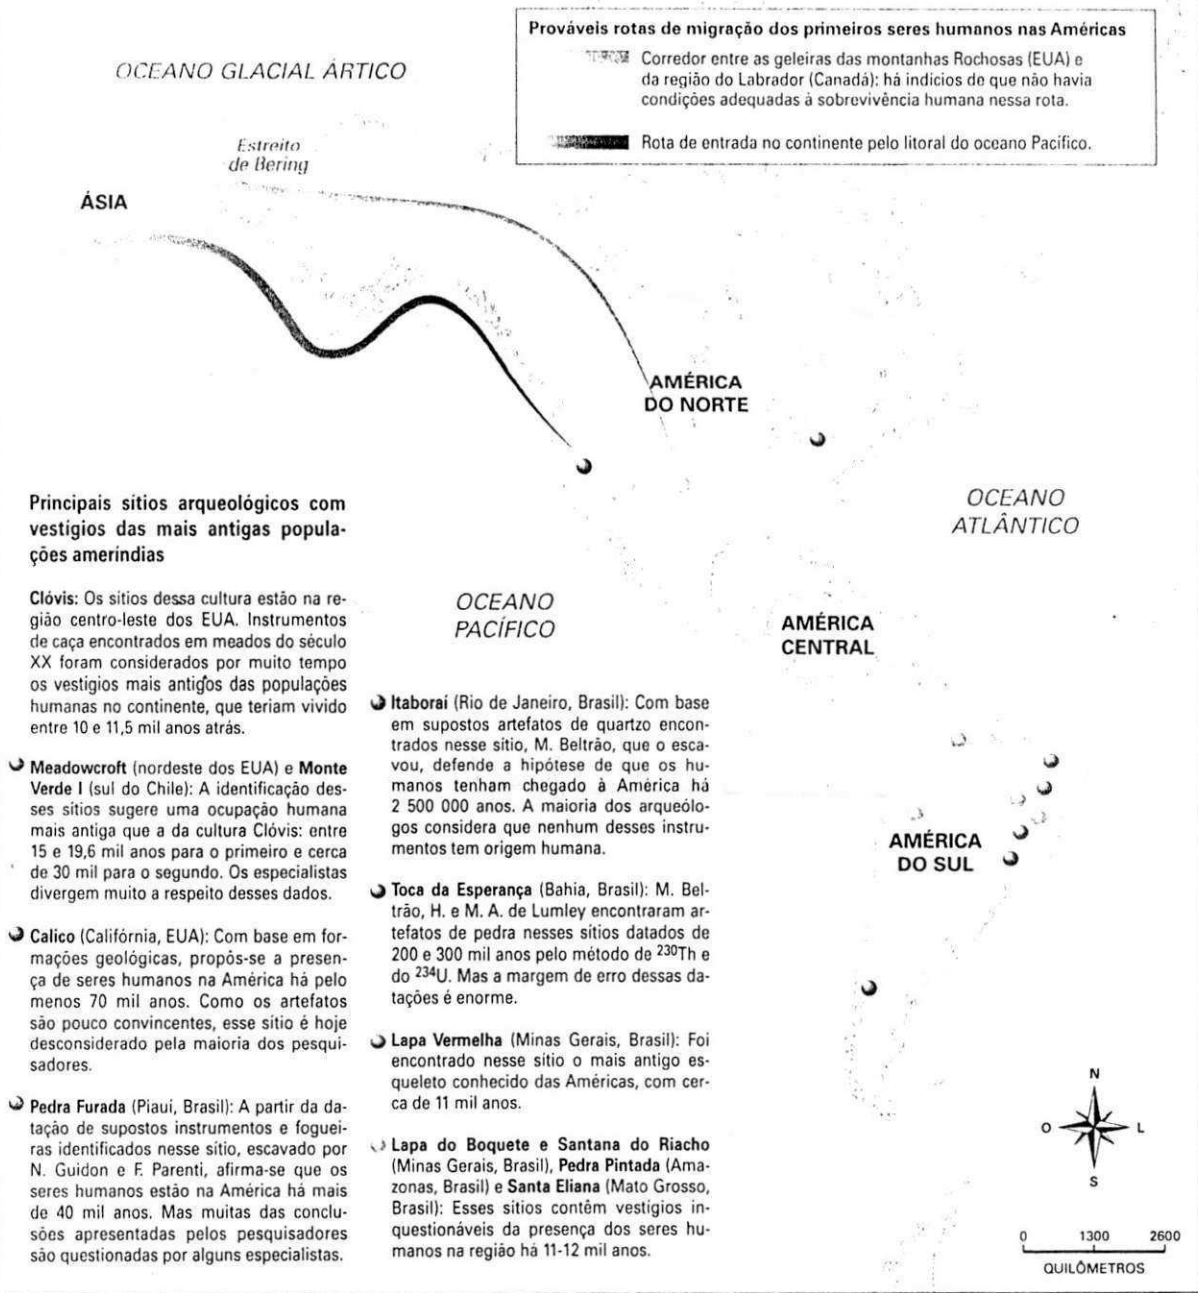 Prováveis rotas de migração dos primeiros seres humanos nas Américas
Corredor entre as geleiras das montanhas Rochosas (EUA) e
da região do Labrador (Canadá): há indícios de que não havia
condições adequadas à sobrevivência humana nessa rota.
Rota de entrada no continente pelo litoral do oceano Pacífico.
OCEANO GLACIAL ÁRTICO
Estreito
de Bering
ÁSIA
AMÉRICA
DO NORTE
OCEANO
ATLÂNTICO
OCEANO
PACÍFICO
AMÉRICA
CENTRAL
AMÉRICA
DO SUL
Principais sítios arqueológicos com
vestígios das mais antigas popula-
ções ameríndias
Clóvis: Os sítios dessa cultura estão na re-
gião centro-leste dos EUA. Instrumentos
de caça encontrados em meados do século
XX foram considerados por muito tempo
os vestígios mais antigos das populações
humanas no continente, que teriam vivido
entre 10 e 11,5 mil anos atrás.
Meadowcroft (nordeste dos EUA) e Monte
Verde I (sul do Chile): A identificação des-
ses sítios sugere uma ocupação humana
mais antiga que a da cultura Clóvis: entre
15 e 19,6 mil anos para o primeiro e cerca
de 30 mil para o segundo. Os especialistas
divergem muito a respeito desses dados.
Calico (Califórnia, EUA): Com base em for-
mações geológicas, propôs-se a presen-
ça de seres humanos na América há pelo
menos 70 mil anos. Como os artefatos
são pouco convincentes, esse sítio é hoje
desconsiderado pela maioria dos pesqui-
sadores.
Pedra Furada (Piauí, Brasil): A partir da da-
tação de supostos instrumentos e foguei-
ras identificados nesse sítio, escavado por
N. Guidon e F. Parenti, afirma-se que os
seres humanos estão na América há mais
de 40 mil anos. Mas muitas das conclu-
sões apresentadas pelos pesquisadores
são questionadas por alguns especialistas.
Itaboraí (Rio de Janeiro, Brasil): Com base
em supostos artefatos de quartzo encon-
trados nesse sítio, M. Beltrão, que o esca-
vou, defende a hipótese de que os hu-
manos tenham chegado à América há
2 500 000 anos. A maioria dos arqueólo-
gos considera que nenhum desses instru-
mentos tem origem humana.
Toca da Esperança (Bahia, Brasil): M. Bel-
trão, H. e M. A. de Lumley encontraram ar-
tefatos de pedra nesses sítios datados de
200 e 300 mil anos pelo método de ²³⁰Th e
do ²³⁴U. Mas a margem de erro dessas da-
tações é enorme.
Lapa Vermelha (Minas Gerais, Brasil): Foi
encontrado nesse sítio o mais antigo es-
queleto conhecido das Américas, com cer-
ca de 11 mil anos.
Lapa do Boquete e Santana do Riacho
(Minas Gerais, Brasil), Pedra Pintada (Ama-
zonas, Brasil) e Santa Eliana (Mato Grosso,
Brasil): Esses sítios contêm vestígios in-
questionáveis da presença dos seres hu-
manos na região há 11-12 mil anos.
N
O L
S
0 1300 2600
QUILÔMETROS